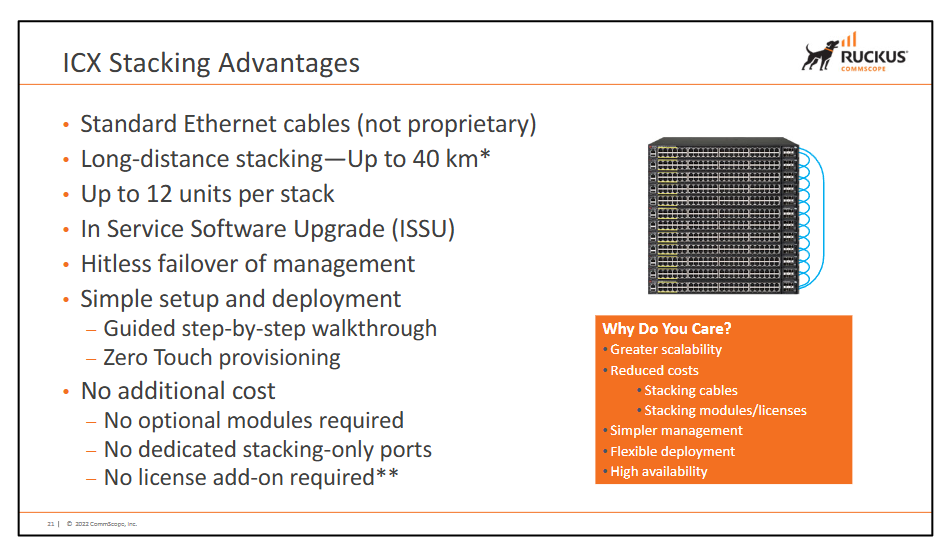 ICX Stacking Advantages
RUCKUS
COMMSCOPE
• Standard Ethernet cables (not proprietary)
• Long-distance stacking—Up to 40 km*
• Up to 12 units per stack
• In Service Software Upgrade (ISSU)
• Hitless failover of management
• Simple setup and deployment
– Guided step-by-step walkthrough
– Zero Touch provisioning
• No additional cost
– No optional modules required
– No dedicated stacking-only ports
– No license add-on required**
Why Do You Care?
• Greater scalability
• Reduced costs
• Stacking cables
• Stacking modules/licenses
• Simpler management
• Flexible deployment
• High availability
21 | © 2022 CommScope, Inc.